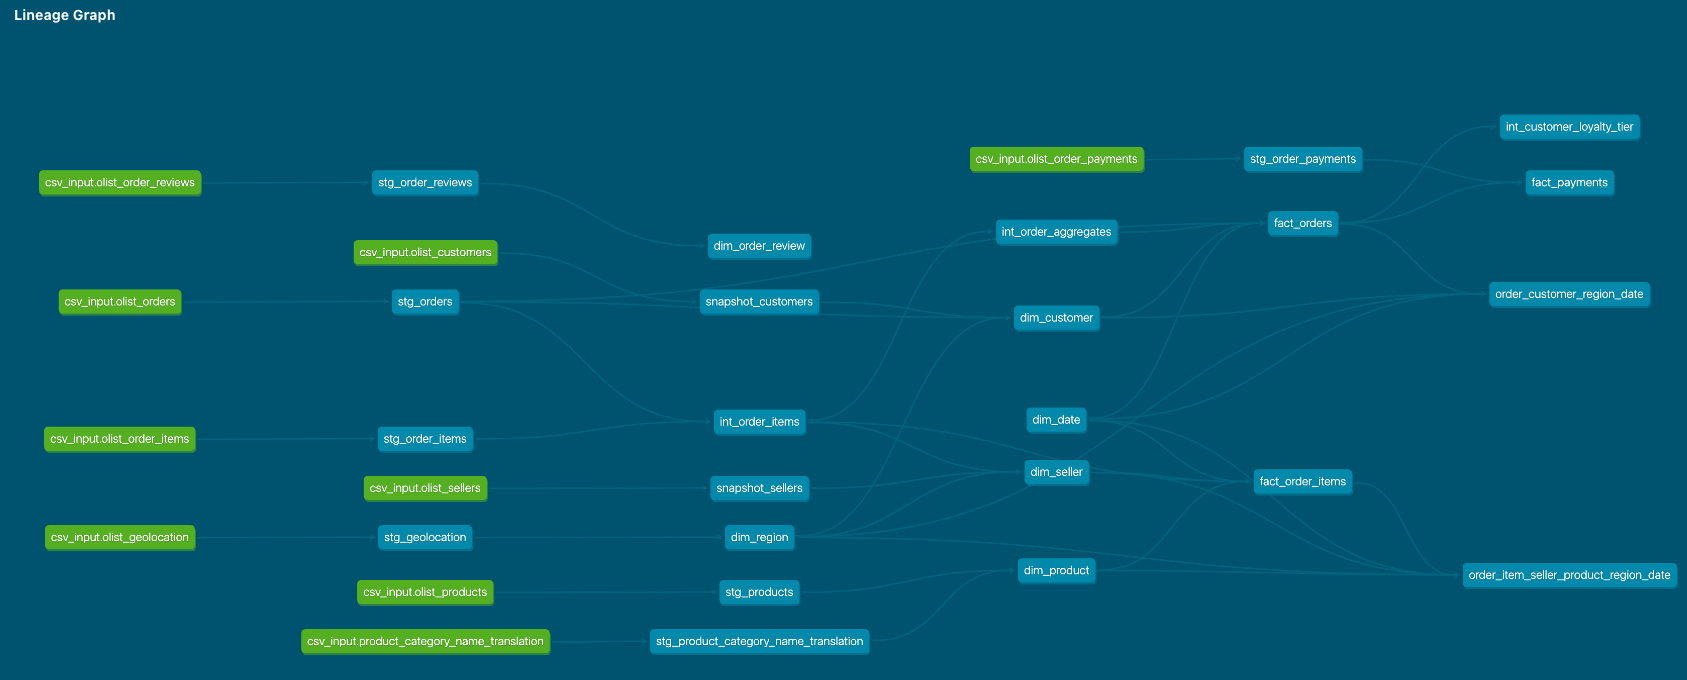 Lineage Graph
int_customer_loyalty_tier
csv_input.olist_order_payments
stg_order_payments
csv_input.olist_order_reviews
stg_order_reviews
fact_payments
fact_orders
int_order_aggregates
dim_order_review
csv_input.olist_customers
order_customer_region_date
csv_input.olist_orders
stg_orders
snapshot_customers
dim_customer
dim_date
int_order_items
csv_input.olist_order_items
stg_order_items
dim_seller
fact_order_items
csv_input.olist_sellers
snapshot_sellers
csv_input.olist_geolocation
stg_geolocation
dim_region
dim_product
order_item_seller_product_region_date
csv_input.olist_products
stg_products
csv_input.product_category_name_translation
stg_product_category_name_translation